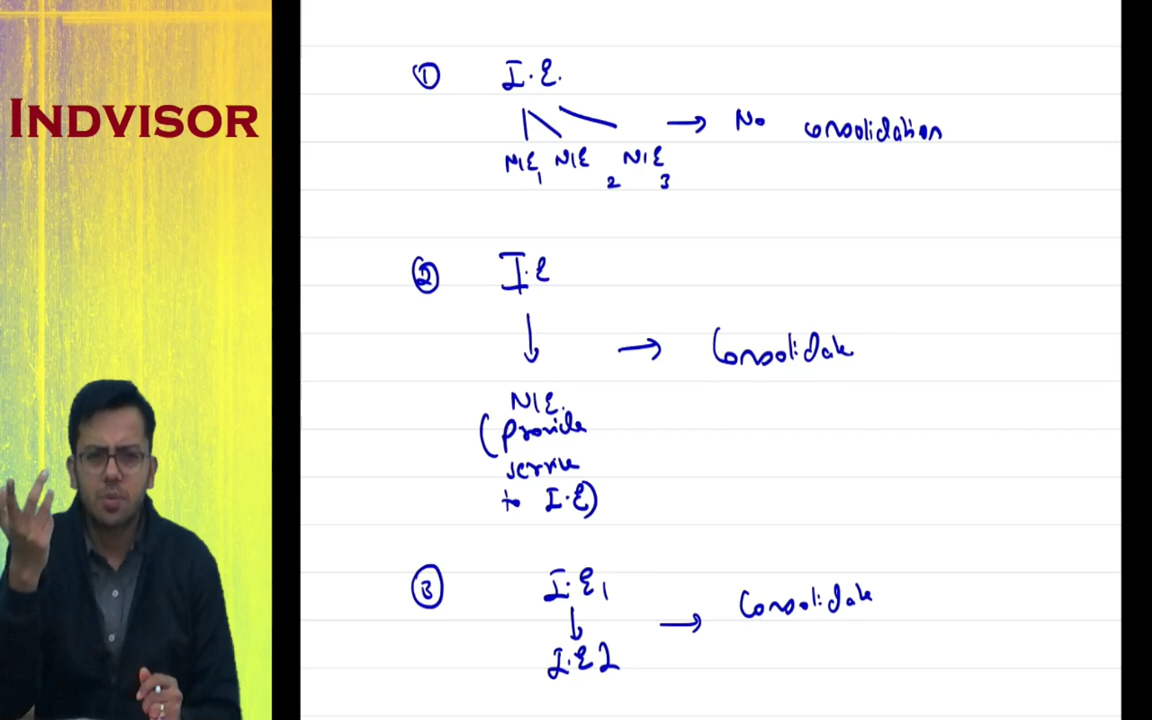 INDVISOR
① I.E.
→ No consolidation
NIE1 NIE2 NIE3
② I.E
↓
→ Consolidate
NIE.
(Provide
service
to I.E)
③ I.E1
↓ → Consolidate
I.E2